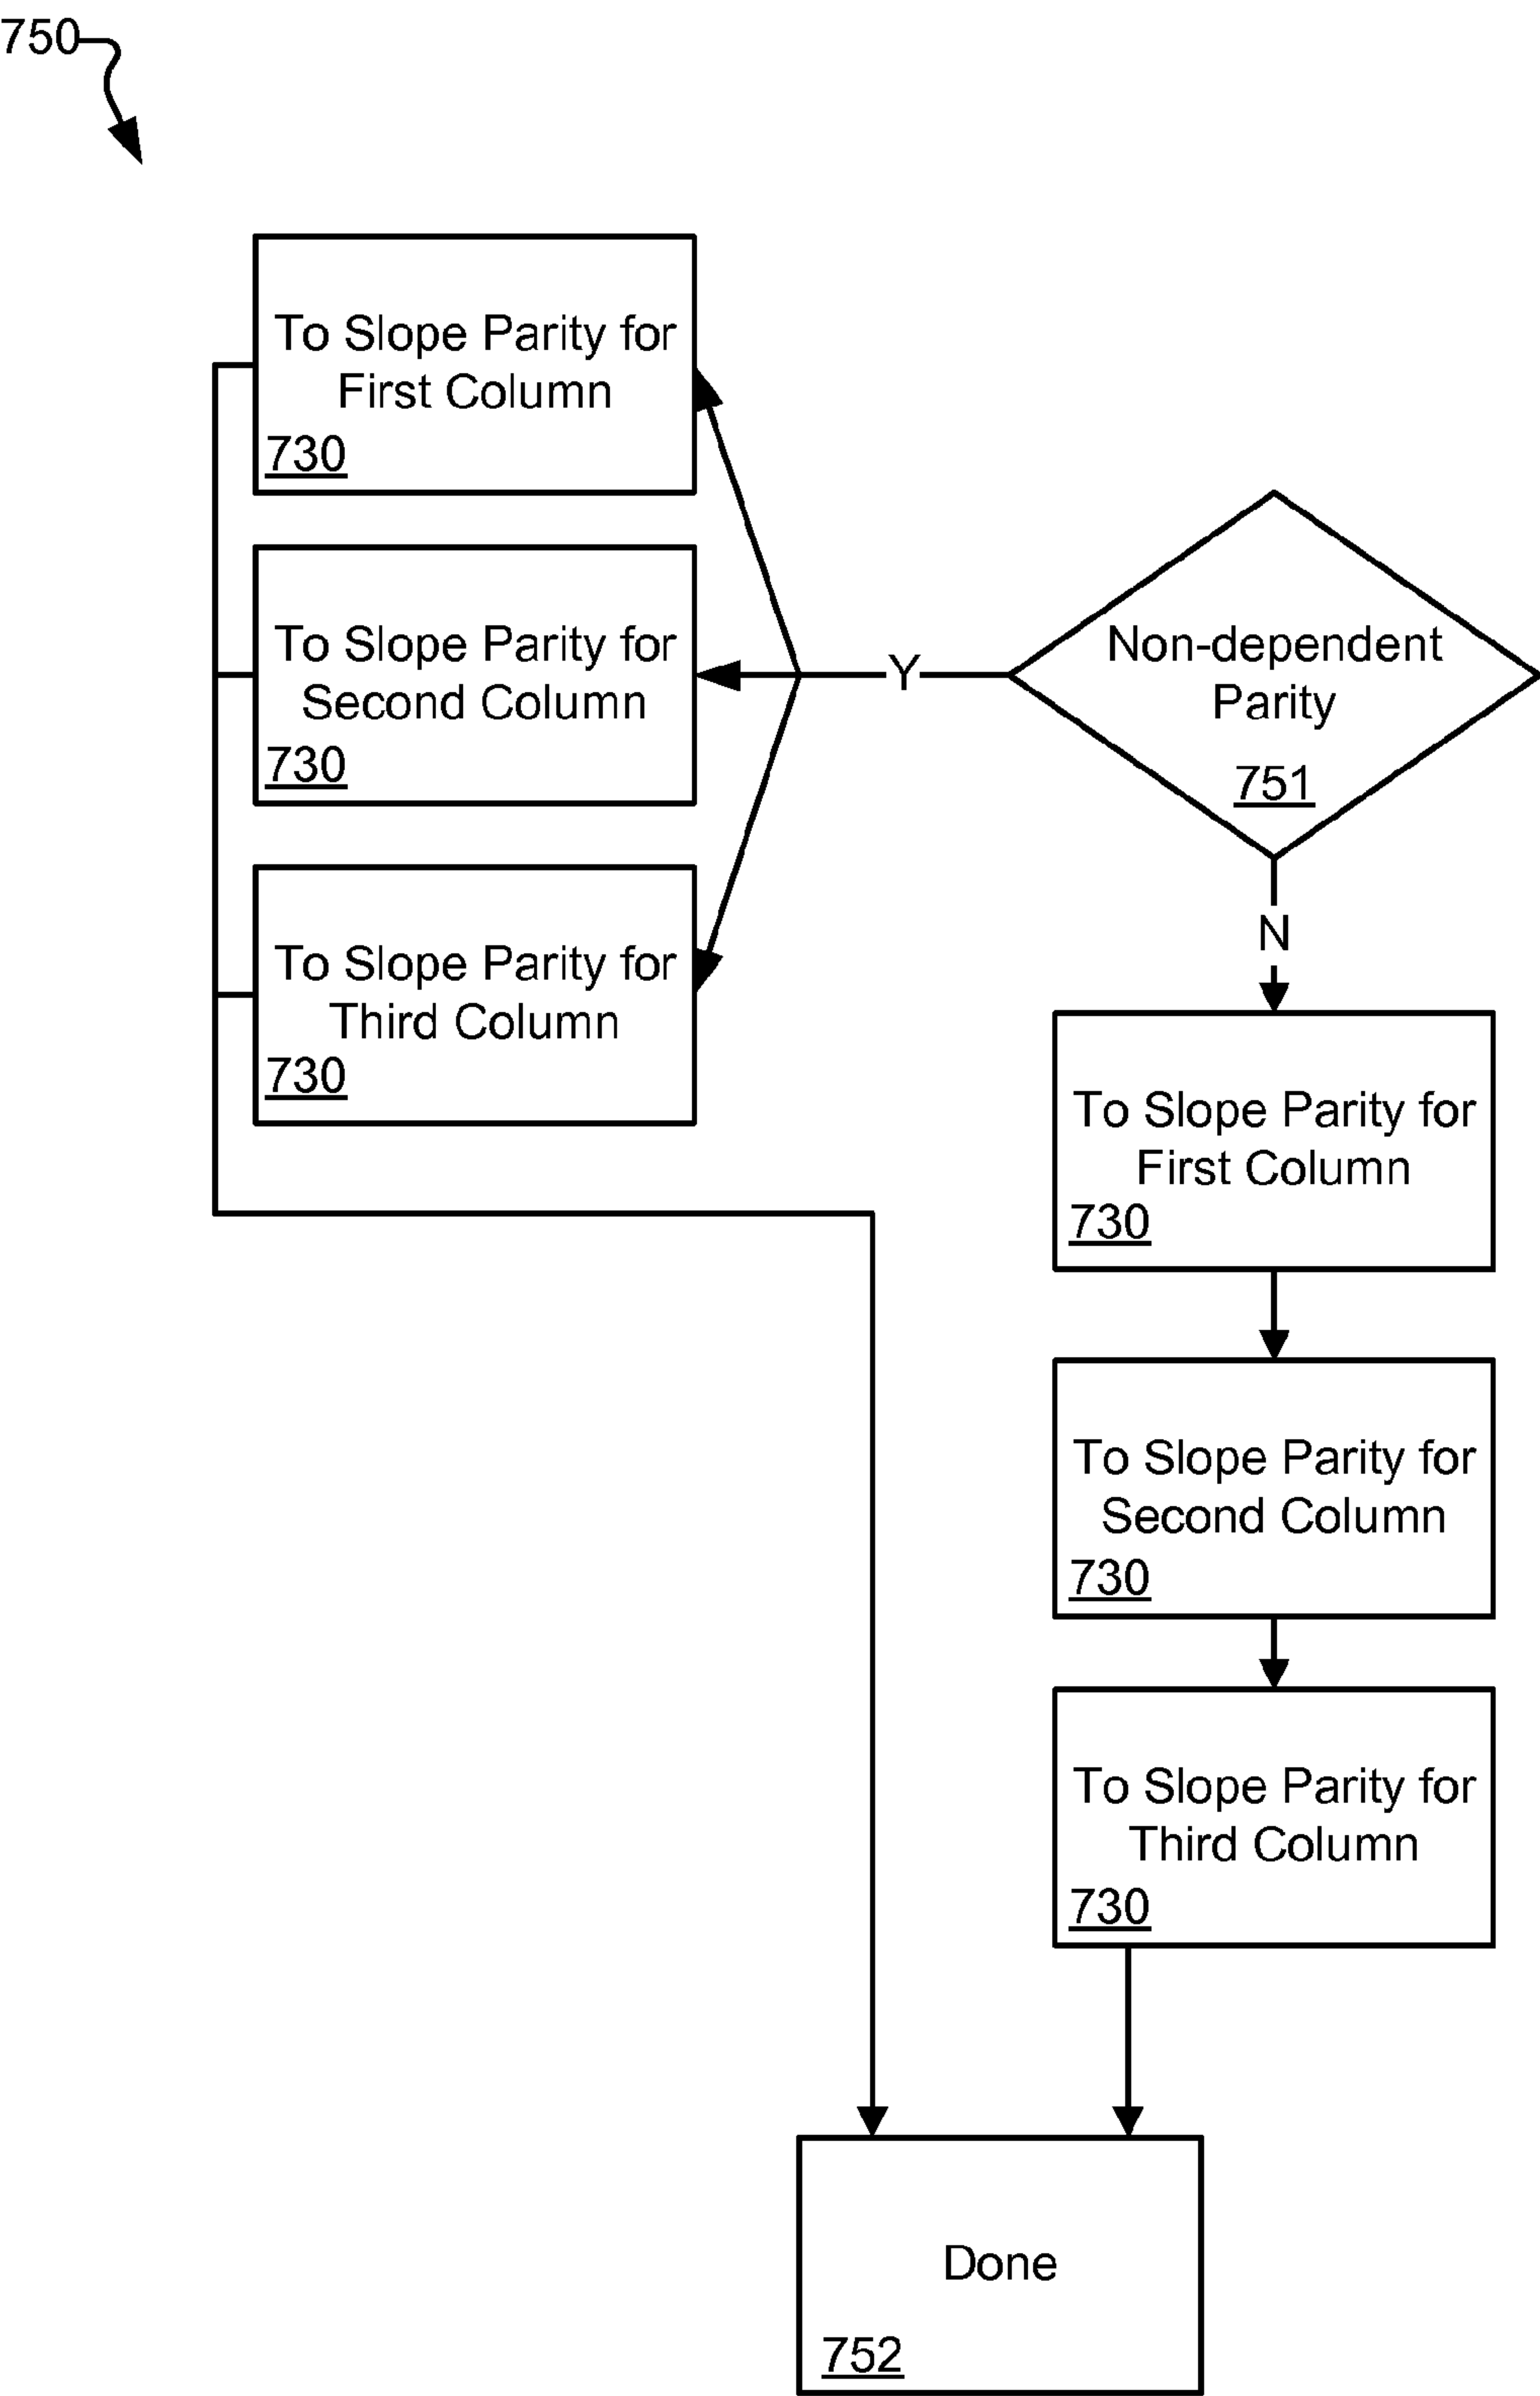 750
To Slope Parity for
First Column
730
To Slope Parity for
Second Column
730
To Slope Parity for
Third Column
730
Y
Non-dependent
Parity
751
N
To Slope Parity for
First Column
730
To Slope Parity for
Second Column
730
To Slope Parity for
Third Column
730
Done
752